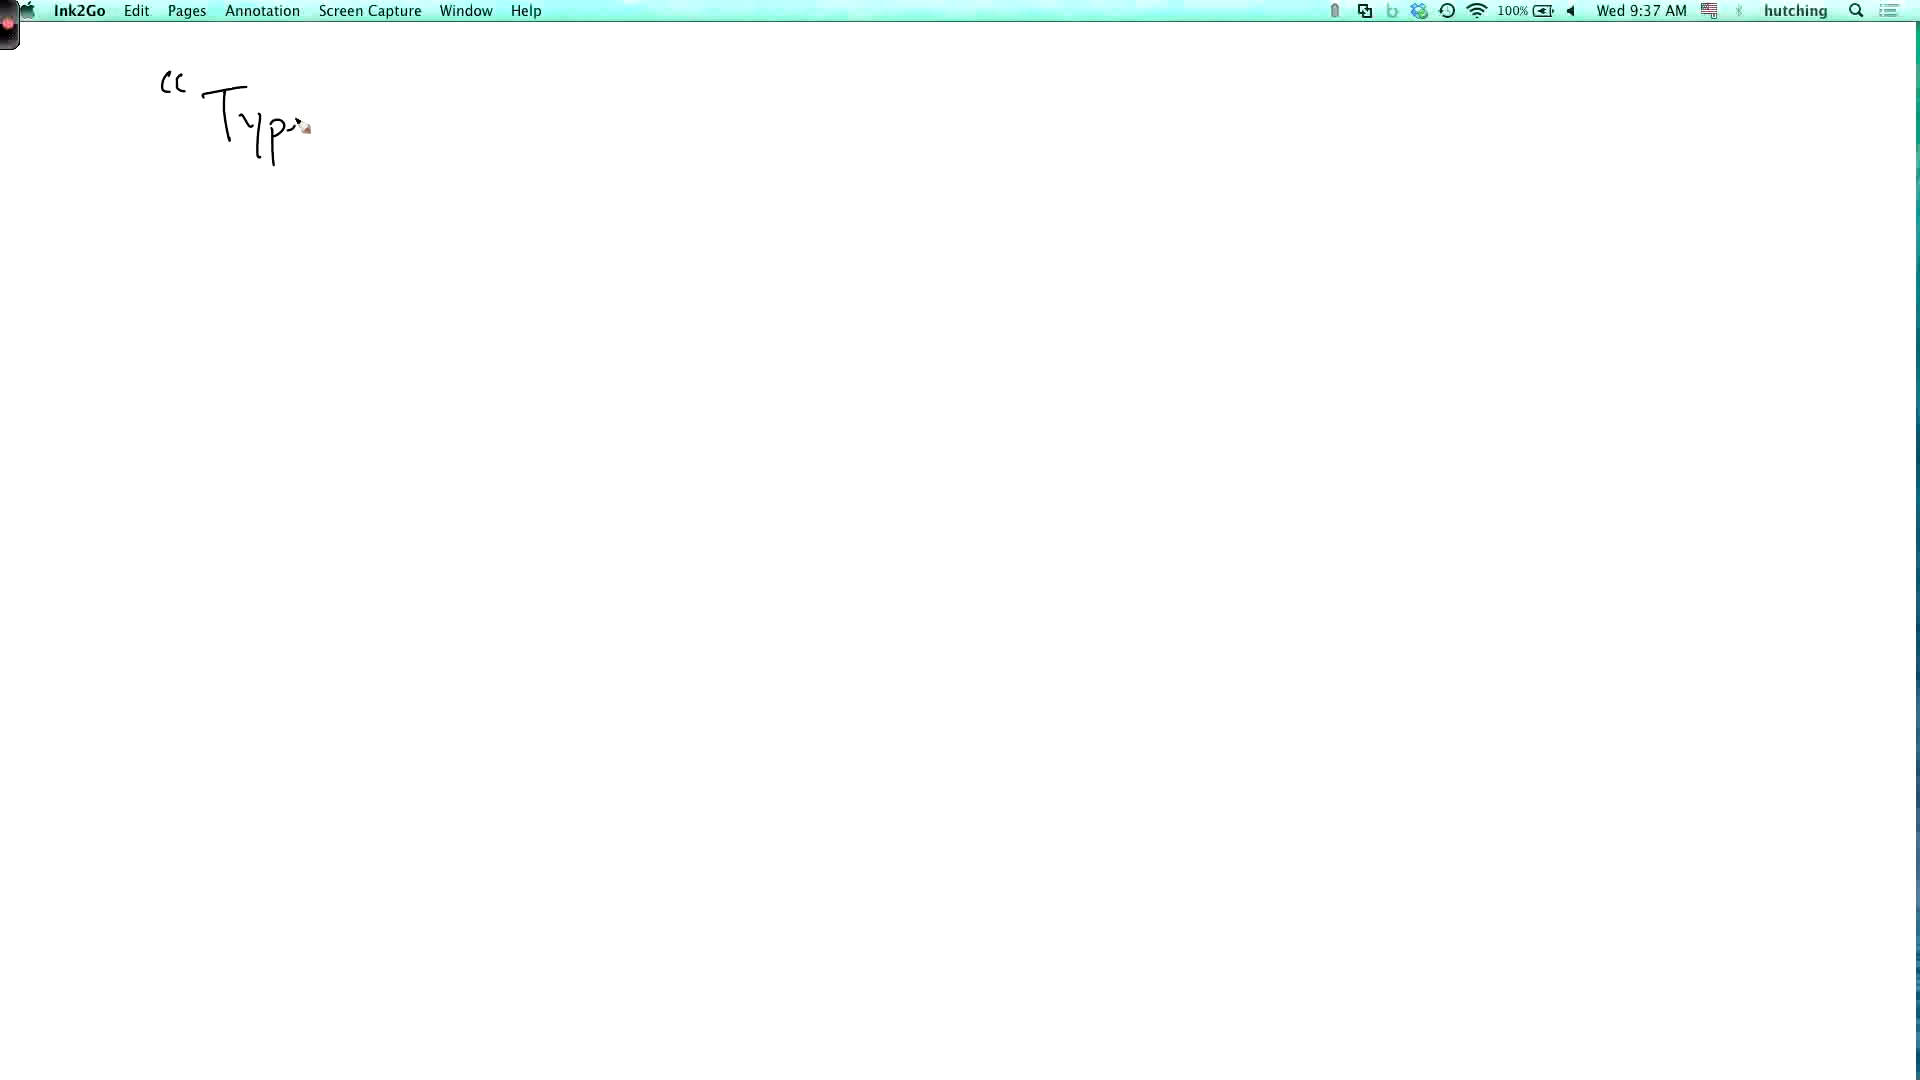 Ink2Go Edit Pages Annotation Screen Capture Window Help 100% Wed 9:37 AM hutching
“Typ